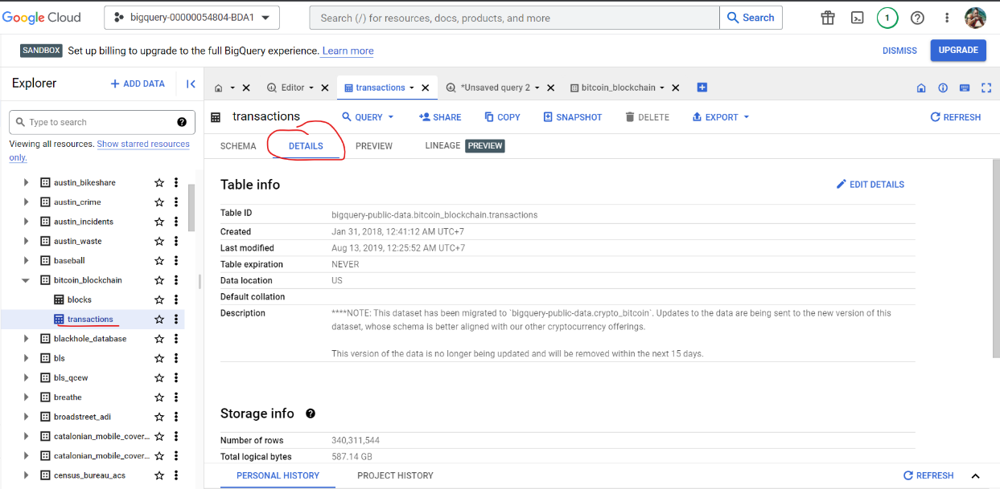 Google Cloud
bigquery-00000054804-BDA1
Search (/) for resources, docs, products, and more
Search
1
SANDBOX Set up billing to upgrade to the full BigQuery experience. Learn more
DISMISS
UPGRADE
Explorer
+ ADD DATA
Type to search
Viewing all resources. Show starred resources
only.
austin_bikeshare
austin_crime
austin_incidents
austin_waste
baseball
bitcoin_blockchain
blocks
transactions
blackhole_database
bls
bls_qcew
breathe
broadstreet_adi
catalonian_mobile_cover...
catalonian_mobile_cover...
census_bureau_acs
Editor
transactions
*Unsaved query 2
bitcoin_blockchain
transactions
QUERY
SHARE
COPY
SNAPSHOT
DELETE
EXPORT
REFRESH
SCHEMA
DETAILS
PREVIEW
LINEAGE PREVIEW
Table info
EDIT DETAILS
Table ID bigquery-public-data.bitcoin_blockchain.transactions
Created Jan 31, 2018, 12:41:12 AM UTC+7
Last modified Aug 13, 2019, 12:25:52 AM UTC+7
Table expiration NEVER
Data location US
Default collation
Description ****NOTE: This dataset has been migrated to `bigquery-public-data.crypto_bitcoin`. Updates to the data are being sent to the new version of this
dataset, whose schema is better aligned with our other cryptocurrency offerings.
This version of the data is no longer being updated and will be removed within the next 15 days.
Storage info
Number of rows 340,311,544
Total logical bytes 587.14 GB
PERSONAL HISTORY
PROJECT HISTORY
REFRESH